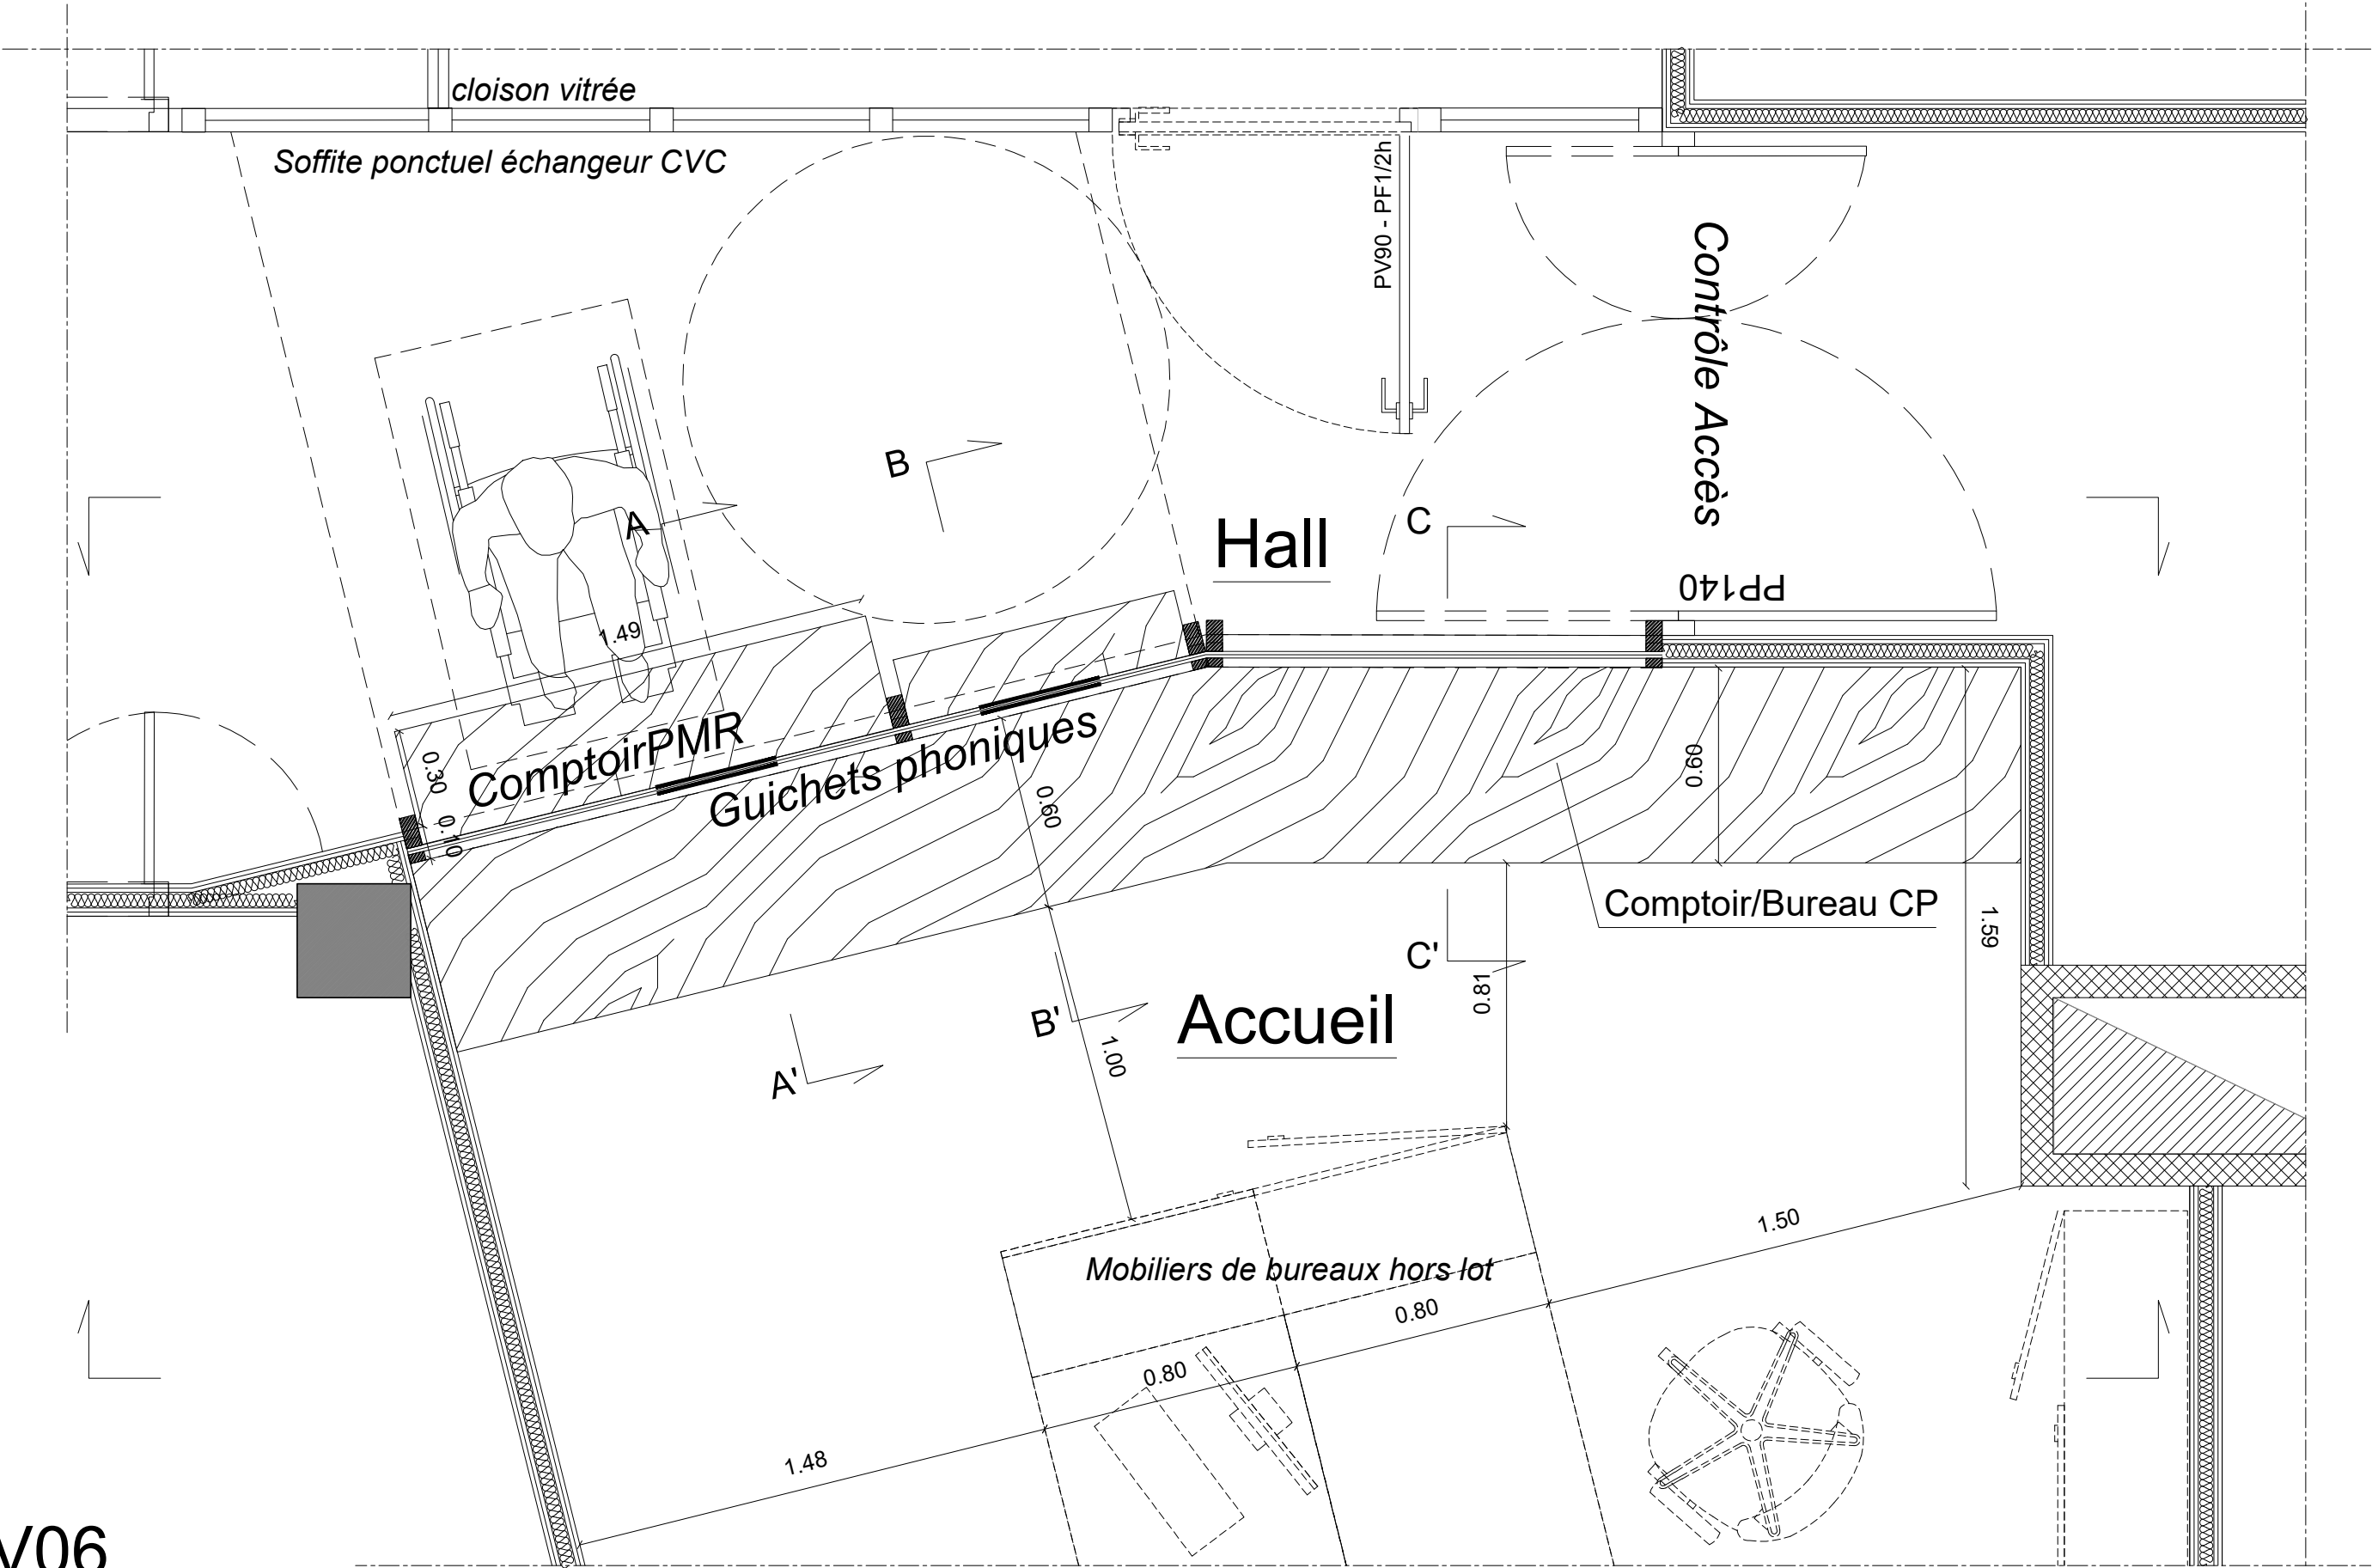 cloison vitrée
Soffite ponctuel échangeur CVC
PV90 - PF1/2h
Contrôle Accès
B
A
C
Hall
PP140
1.49
ComptoirPMR
Guichets phoniques
0.30
0.10
0.60
0.60
Comptoir/Bureau CP
1.59
C'
0.81
B'
Accueil
1.00
A'
1.50
Mobiliers de bureaux hors lot
0.80
0.80
1.48
V06